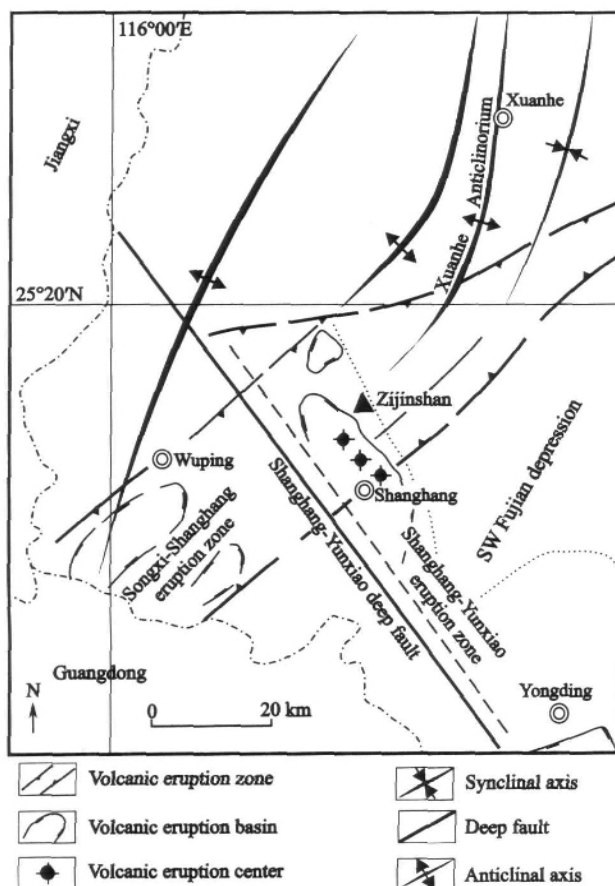 116°00′E
Jiangxi
Xuanhe
Xuanhe Anticlinorium
25°20′N
Zijinshan
Wuping
Shanghang
Songxi-Shanghang
eruption zone
Shanghang-Yunxiao deep fault
Shanghang-Yunxiao
eruption zone
SW Fujian depression
Guangdong
Yongding
N
0 20 km
Volcanic eruption zone
Synclinal axis
Volcanic eruption basin
Deep fault
Volcanic eruption center
Anticlinal axis